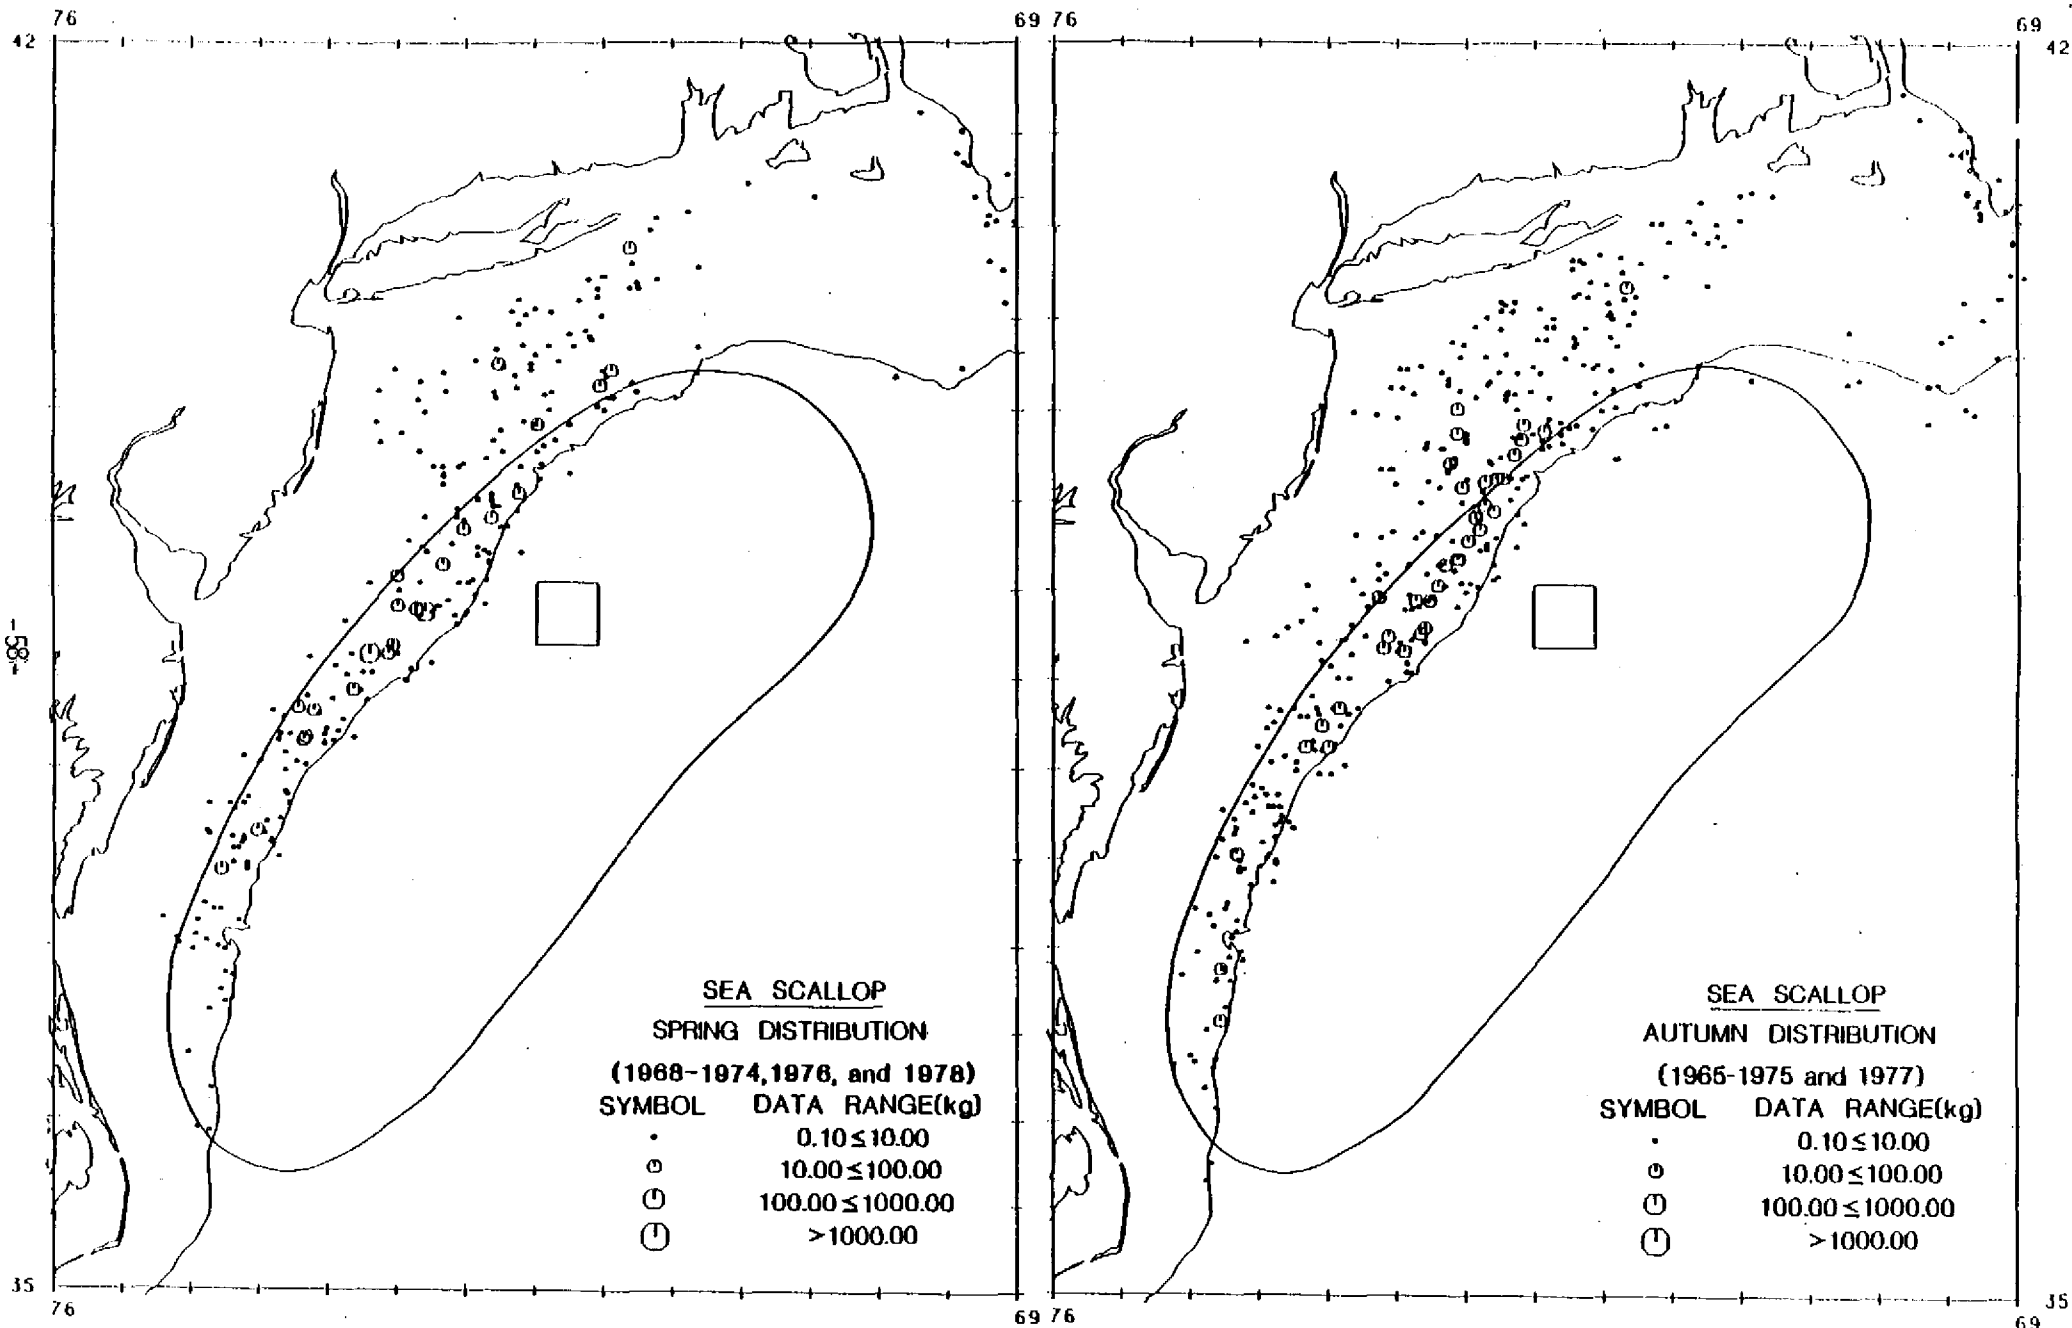 76
69
76
69
42
42
-58-
SEA SCALLOP
SPRING DISTRIBUTION
(1968-1974,1976, and 1978)
SYMBOL DATA RANGE(kg)
0.10≤10.00
10.00≤100.00
100.00≤1000.00
>1000.00
SEA SCALLOP
AUTUMN DISTRIBUTION
(1965-1975 and 1977)
SYMBOL DATA RANGE(kg)
0.10≤10.00
10.00≤100.00
100.00≤1000.00
>1000.00
35
35
76
69
76
69